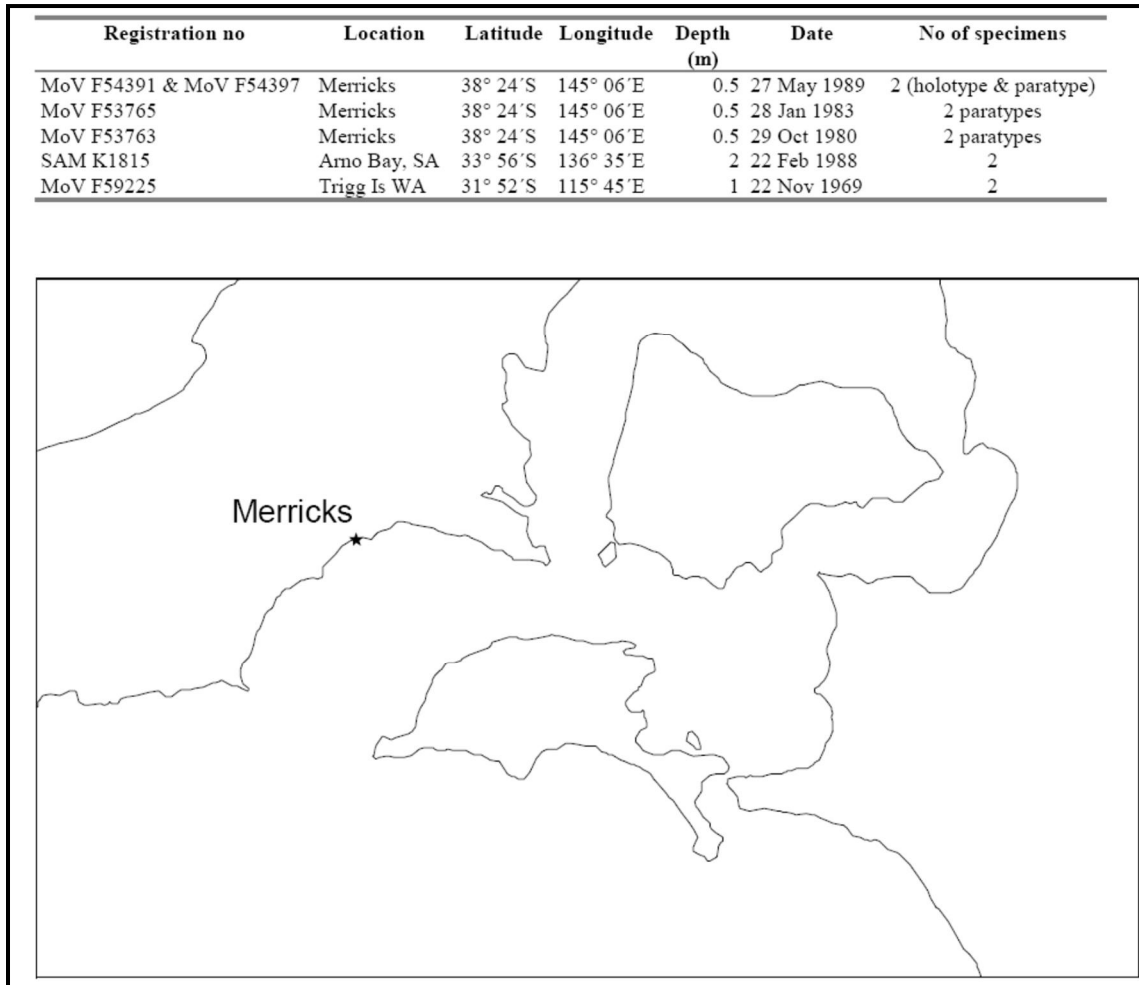 Registration no Location Latitude Longitude Depth (m) Date No of specimens
MoV F54391 & MoV F54397 Merricks 38° 24´S 145° 06´E 0.5 27 May 1989 2 (holotype & paratype)
MoV F53765 Merricks 38° 24´S 145° 06´E 0.5 28 Jan 1983 2 paratypes
MoV F53763 Merricks 38° 24´S 145° 06´E 0.5 29 Oct 1980 2 paratypes
SAM K1815 Arno Bay, SA 33° 56´S 136° 35´E 2 22 Feb 1988 2
MoV F59225 Trigg Is WA 31° 52´S 115° 45´E 1 22 Nov 1969 2
Merricks